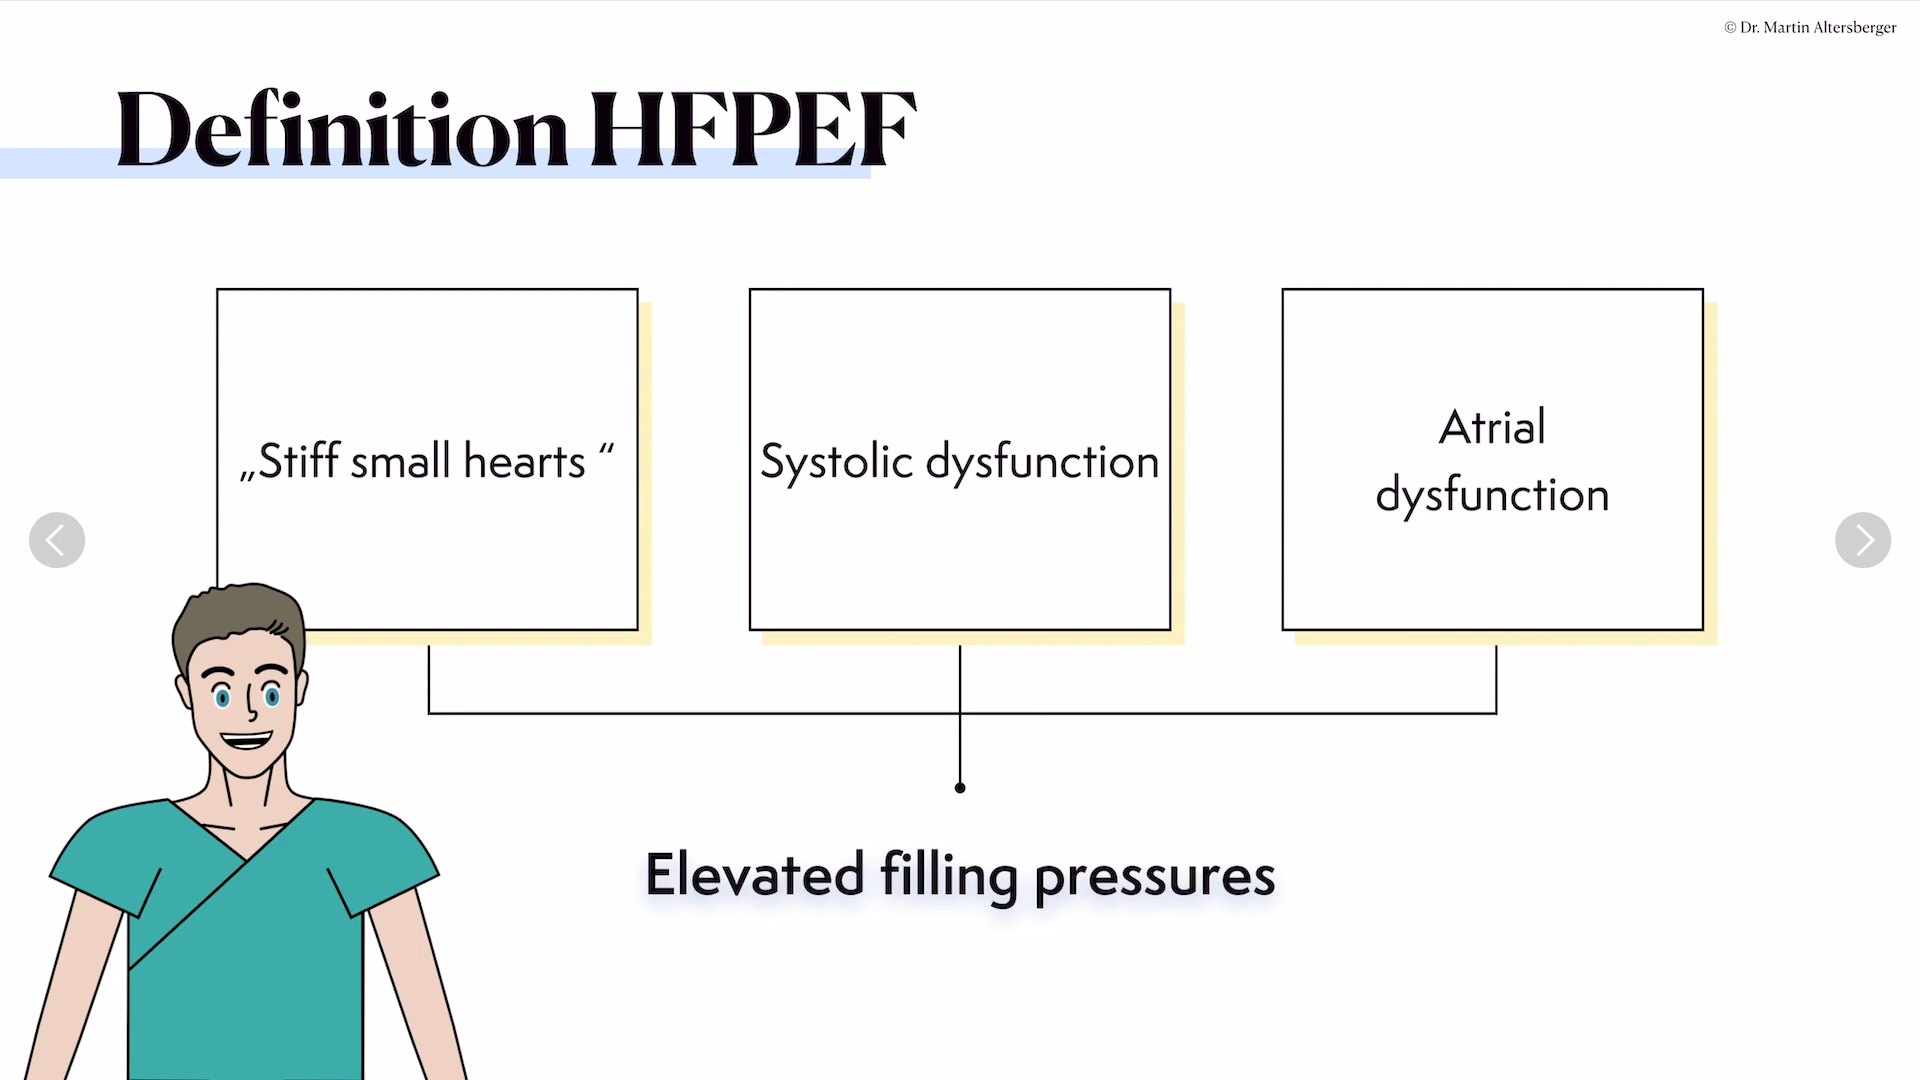 © Dr. Martin Altersberger
Definition HFPEF
„Stiff small hearts “
Systolic dysfunction
Atrial
dysfunction
Elevated filling pressures